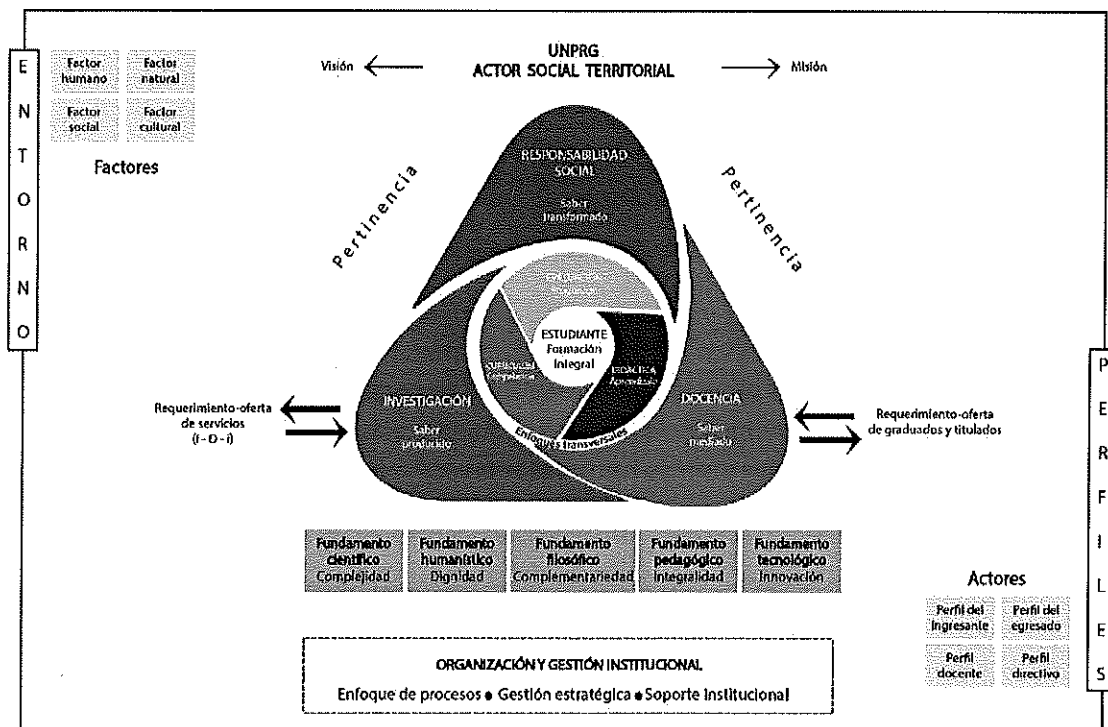 UNPRG
ACTOR SOCIAL TERRITORIAL
Visión
Misión
ENTORNO
Factor
humano
Factor
natural
Factor
social
Factor
cultural
Factores
Pertinencia
Pertinencia
RESPONSABILIDAD
SOCIAL
Saber
transformado
ESTUDIANTE
Formación
Integral
DIDÁCTICA
Aprendizaje
INVESTIGACIÓN
Saber
producido
DOCENCIA
Saber
mediado
Enfoques transversales
Requerimiento-oferta
de servicios
(I - D - i)
Requerimiento-oferta
de graduados y titulados
Fundamento
científico
Complejidad
Fundamento
humanístico
Dignidad
Fundamento
filosófico
Complementariedad
Fundamento
pedagógico
Integralidad
Fundamento
tecnológico
Innovación
PERFILES
Actores
Perfil del
ingresante
Perfil del
egresado
Perfil
docente
Perfil
directivo
ORGANIZACIÓN Y GESTIÓN INSTITUCIONAL
Enfoque de procesos ● Gestión estratégica ● Soporte institucional